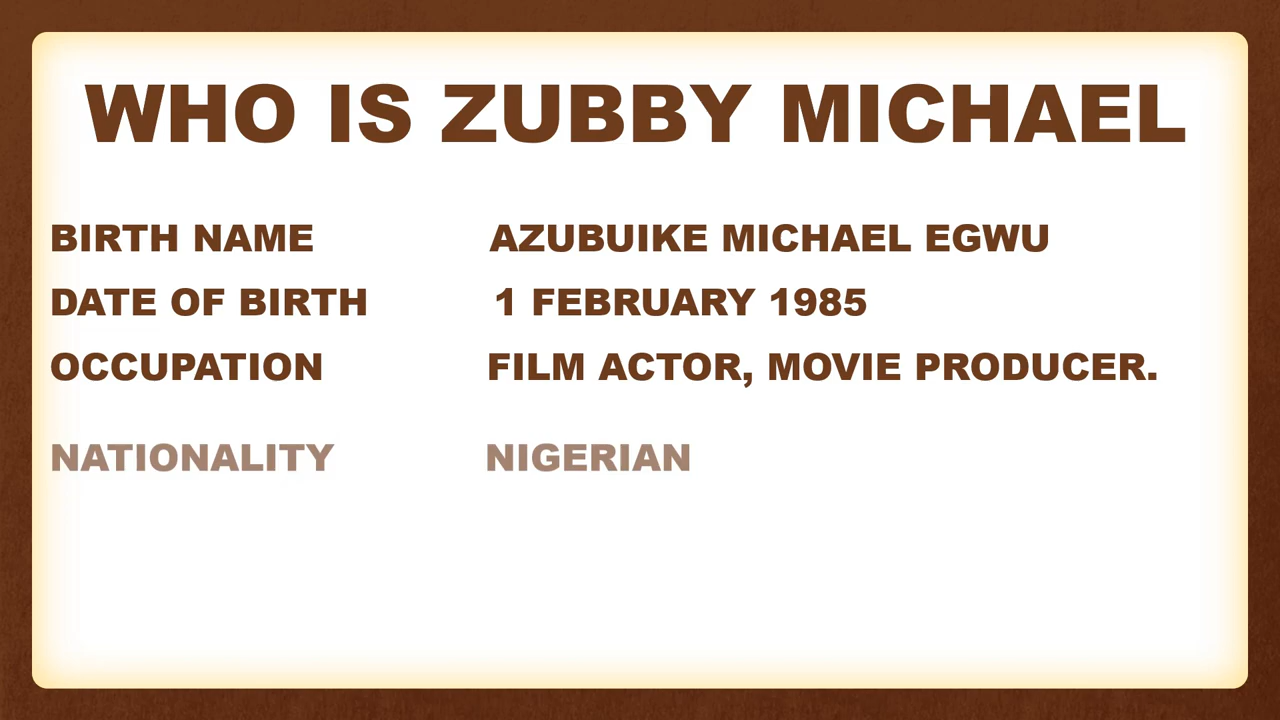 WHO IS ZUBBY MICHAEL
BIRTH NAME AZUBUIKE MICHAEL EGWU
DATE OF BIRTH 1 FEBRUARY 1985
OCCUPATION FILM ACTOR, MOVIE PRODUCER.
NATIONALITY NIGERIAN